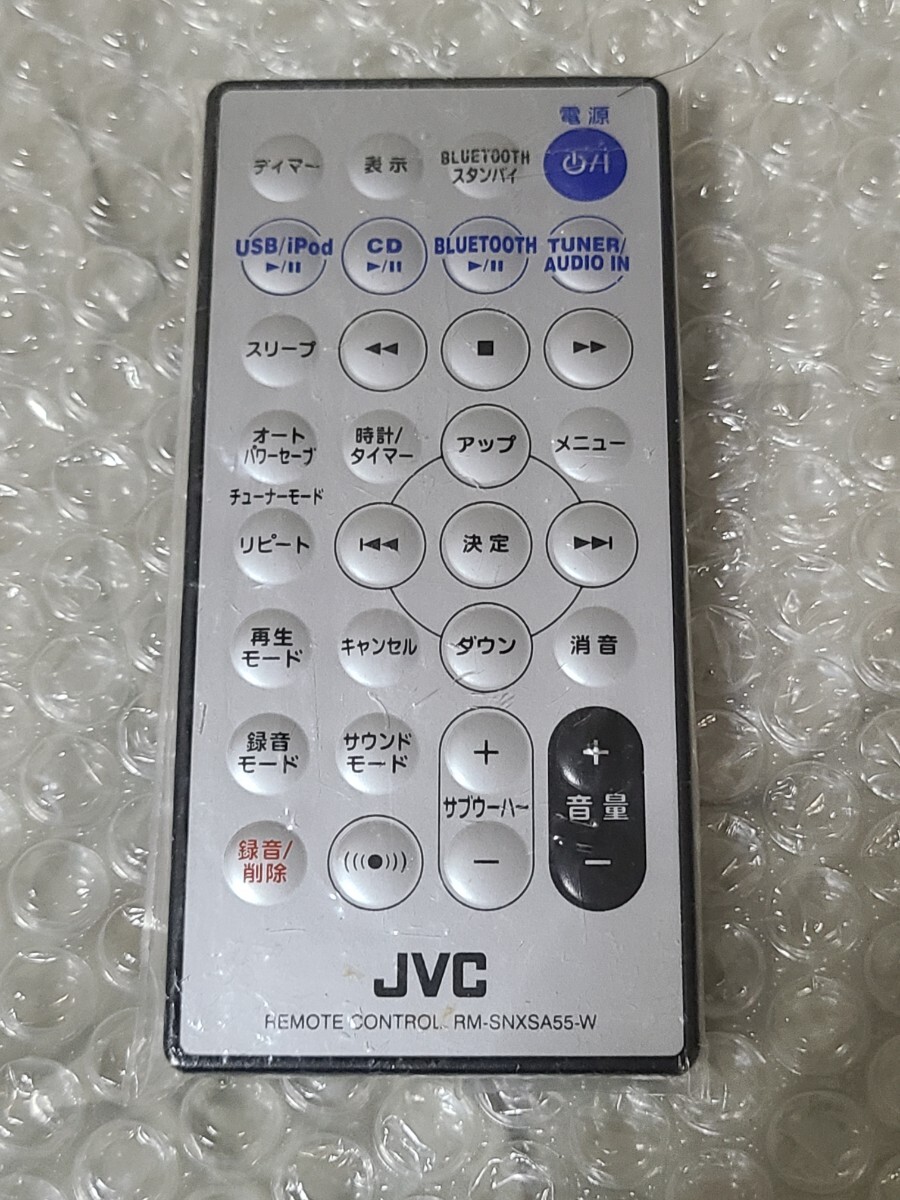 電源
ディマー
表示
BLUETOOTH
スタンバイ
⏻/I
USB/iPod
►/II
CD
►/II
BLUETOOTH
►/II
TUNER/
AUDIO IN
スリープ
◄◄
■
►►
オート
パワーセーブ
時計/
タイマー
アップ
メニュー
チューナーモード
リピート
I◄◄
決定
►►I
再生
モード
キャンセル
ダウン
消音
録音
モード
サウンド
モード
+
サブウーハー
−
+
音量
−
録音/
削除
(((●)))
JVC
REMOTE CONTROL RM-SNXSA55-W